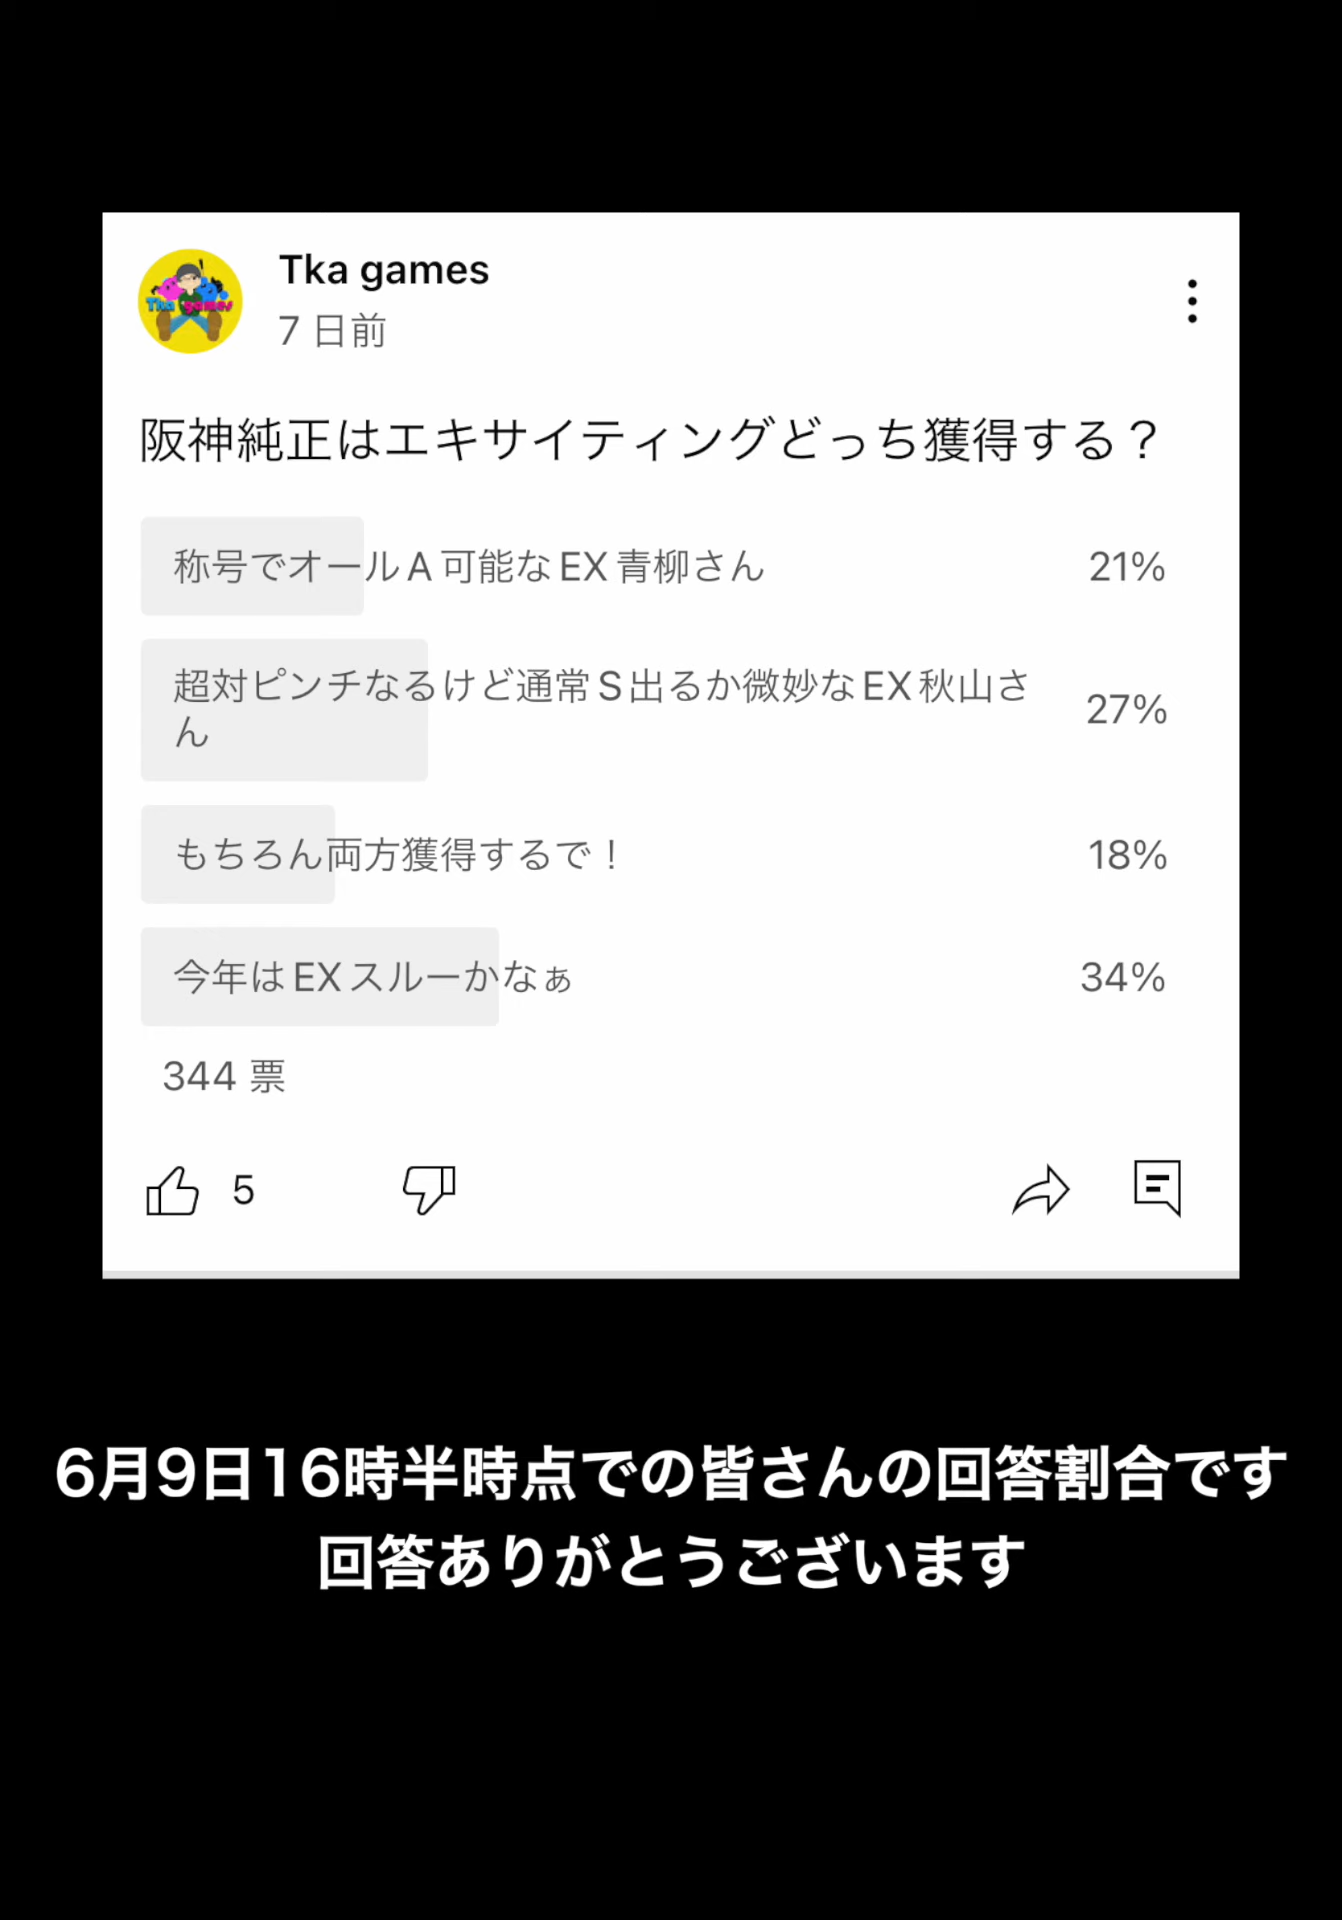 Tka games
Tka games
7 日前
阪神純正はエキサイティングどっち獲得する？
称号でオールA可能なEX青柳さん
21%
超対ピンチなるけど通常S出るか微妙なEX秋山さ
ん
27%
もちろん両方獲得するで！
18%
今年はEXスルーかなぁ
34%
344 票
5
6月9日16時半時点での皆さんの回答割合です
回答ありがとうございます